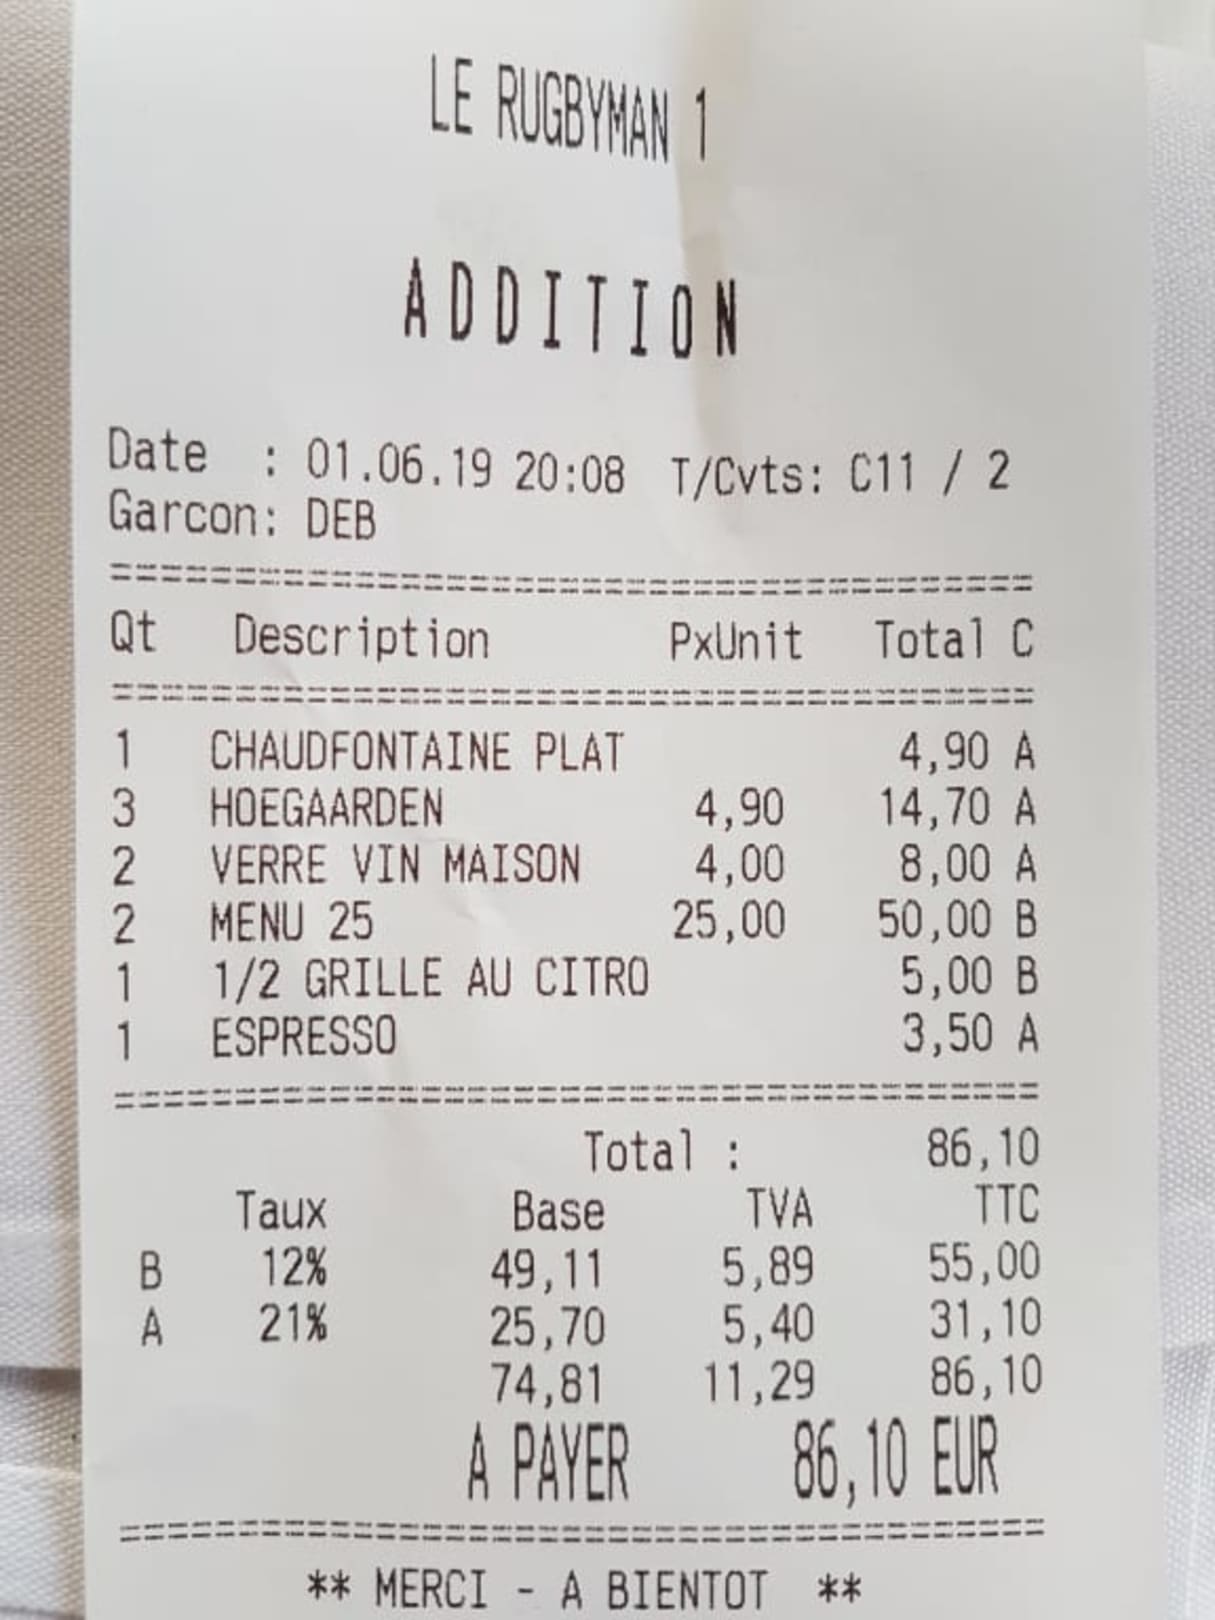 LE RUGBYMAN 1
ADDITION
Date : 01.06.19 20:08 T/Cvts: C11 / 2
Garcon: DEB
Qt Description PxUnit Total C
1 CHAUDFONTAINE PLAT 4,90 A
3 HOEGAARDEN 4,90 14,70 A
2 VERRE VIN MAISON 4,00 8,00 A
2 MENU 25 25,00 50,00 B
1 1/2 GRILLE AU CITRO 5,00 B
1 ESPRESSO 3,50 A
Total : 86,10
Taux Base TVA TTC
B 12% 49,11 5,89 55,00
A 21% 25,70 5,40 31,10
74,81 11,29 86,10
A PAYER 86,10 EUR
** MERCI - A BIENTOT **